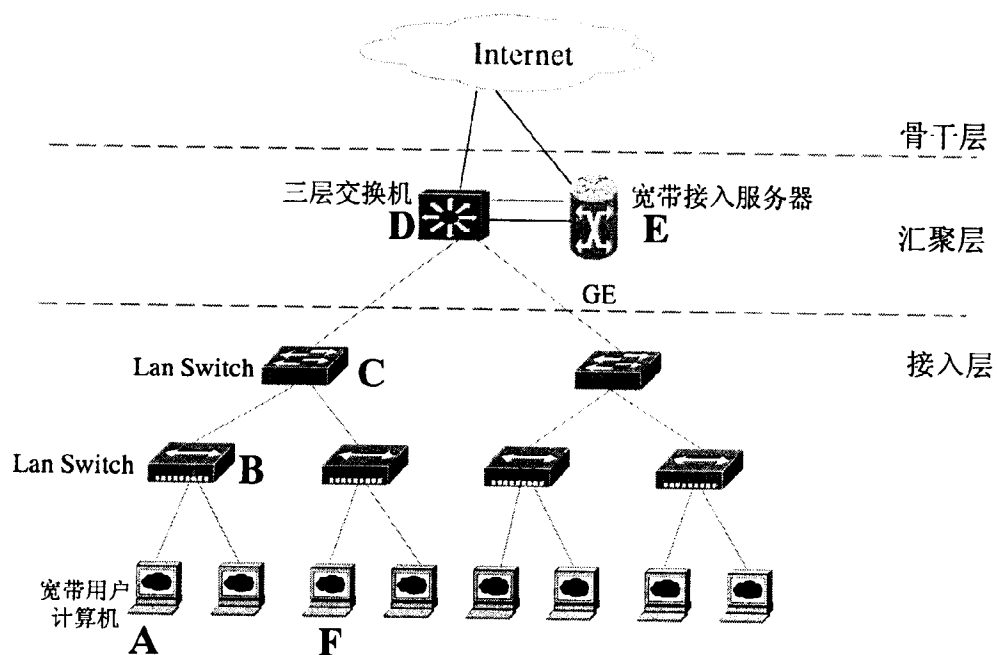 Internet
骨干层
三层交换机
D
宽带接入服务器
E
汇聚层
GE
Lan Switch
C
接入层
Lan Switch
B
宽带用户
计算机
A
F